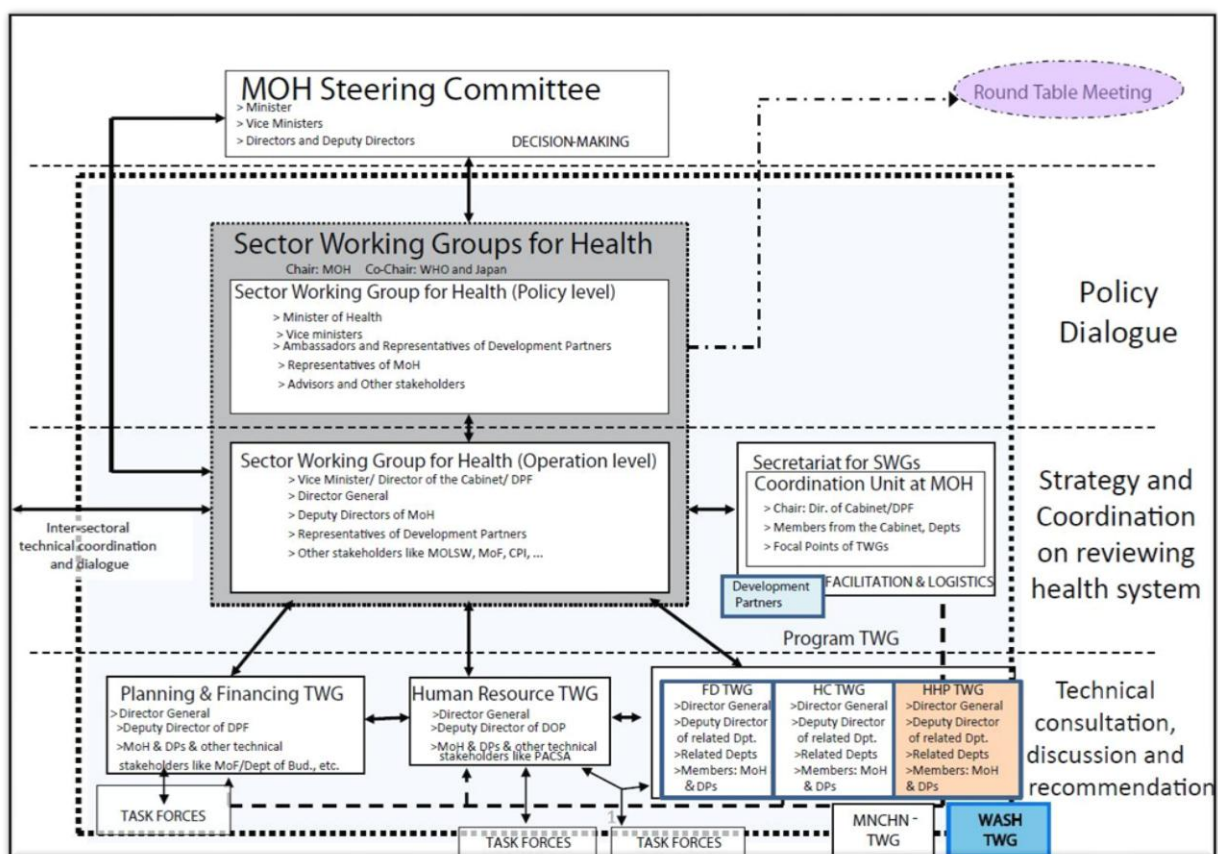 MOH Steering Committee
> Minister
> Vice Ministers
> Directors and Deputy Directors
DECISION-MAKING
Round Table Meeting
Sector Working Groups for Health
Chair: MOH Co-Chair: WHO and Japan
Sector Working Group for Health (Policy level)
> Minister of Health
> Vice ministers
> Ambassadors and Representatives of Development Partners
> Representatives of MoH
> Advisors and Other stakeholders
Policy
Dialogue
Sector Working Group for Health (Operation level)
> Vice Minister/ Director of the Cabinet/ DPF
> Director General
> Deputy Directors of MoH
> Representatives of Development Partners
> Other stakeholders like MOLSW, MoF, CPI, ...
Inter-sectoral
technical coordination
and dialogue
Secretariat for SWGs
Coordination Unit at MOH
> Chair: Dir. of Cabinet/DPF
> Members from the Cabinet, Depts
> Focal Points of TWGs
FACILITATION & LOGISTICS
Development
Partners
Strategy and
Coordination
on reviewing
health system
Program TWG
Planning & Financing TWG
> Director General
>Deputy Director of DPF
>MoH & DPs & other technical
stakeholders like MoF/Dept of Bud., etc.
TASK FORCES
Human Resource TWG
>Director General
>Deputy Director of DOP
>MoH & DPs & other technical
stakeholders like PACSA
TASK FORCES
TASK FORCES
1
FD TWG
>Director General
>Deputy Director
of related Dpt.
>Related Depts
>Members: MoH
& DPs
HC TWG
>Director General
>Deputy Director
of related Dpt.
>Related Depts
>Members: MoH
& DPs
HHP TWG
>Director General
>Deputy Director
of related Dpt.
>Related Depts
>Members: MoH
& DPs
MNCHN -
TWG
WASH
TWG
Technical
consultation,
discussion and
recommendation